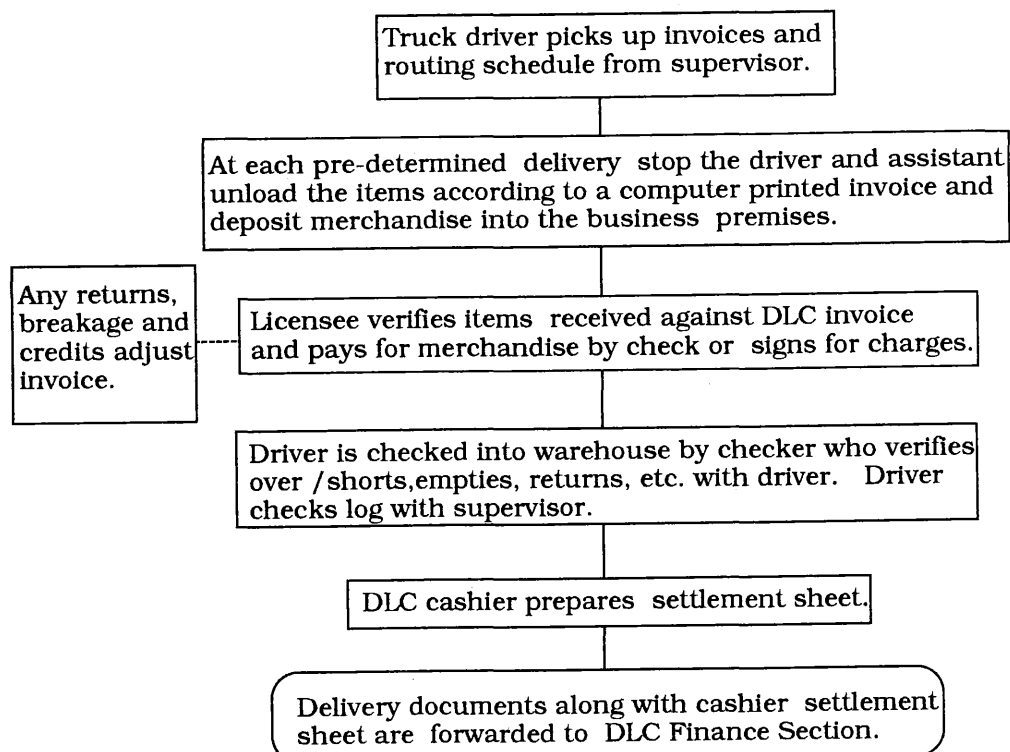 Truck driver picks up invoices and
routing schedule from supervisor.
At each pre-determined delivery stop the driver and assistant
unload the items according to a computer printed invoice and
deposit merchandise into the business premises.
Any returns,
breakage and
credits adjust
invoice.
Licensee verifies items received against DLC invoice
and pays for merchandise by check or signs for charges.
Driver is checked into warehouse by checker who verifies
over /shorts,empties, returns, etc. with driver. Driver
checks log with supervisor.
DLC cashier prepares settlement sheet.
Delivery documents along with cashier settlement
sheet are forwarded to DLC Finance Section.